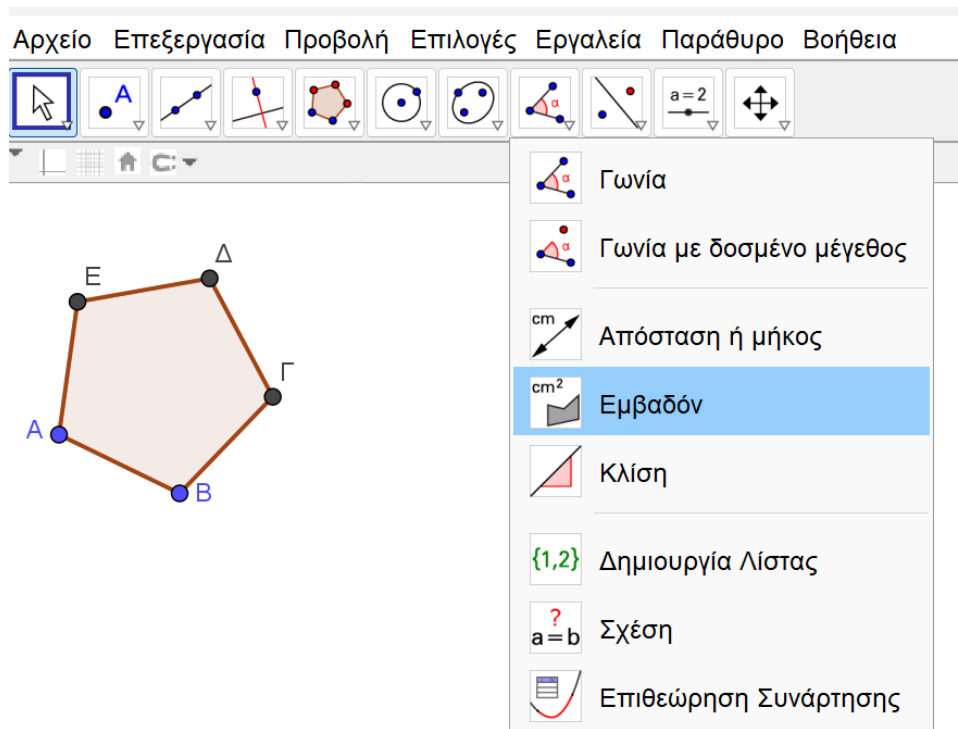 Αρχείο Επεξεργασία Προβολή Επιλογές Εργαλεία Παράθυρο Βοήθεια
A
α
a=2
α Γωνία
α Γωνία με δοσμένο μέγεθος
cm Απόσταση ή μήκος
cm² Εμβαδόν
Κλίση
{1,2} Δημιουργία Λίστας
? a=b Σχέση
Επιθεώρηση Συνάρτησης
Δ
Ε
Γ
Α
Β